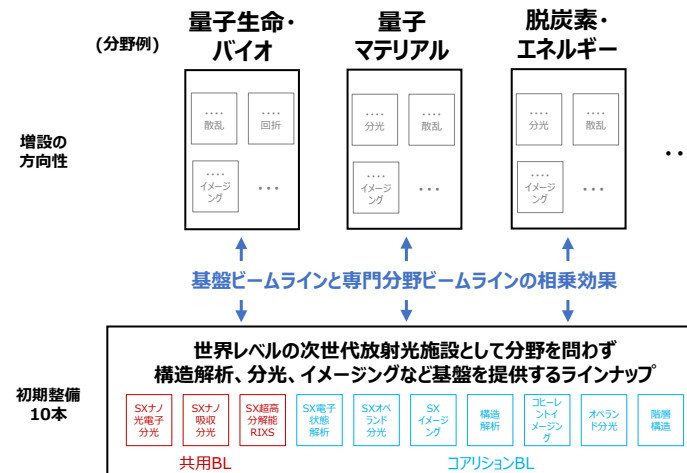 (分野例)
量子生命・
バイオ
量子
マテリアル
脱炭素・
エネルギー
増設の
方向性
‥‥
散乱
‥‥
回折
‥‥
イメージ
ング
…
‥‥
分光
‥‥
散乱
‥‥
イメージ
ング
…
‥‥
分光
‥‥
散乱
‥‥
イメージ
ング
…
‥
基盤ビームラインと専門分野ビームラインの相乗効果
初期整備
10本
世界レベルの次世代放射光施設として分野を問わず
構造解析、分光、イメージングなど基盤を提供するラインナップ
SXナノ
光電子
分光
SXナノ
吸収
分光
SX超高
分解能
RIXS
SX電子
状態
解析
SXオペ
ランド
分光
SX
イメージ
ング
構造
解析
コヒーレ
ントイメ
ージン
グ
オペラン
ド分光
階層
構造
共用BL
コアリションBL